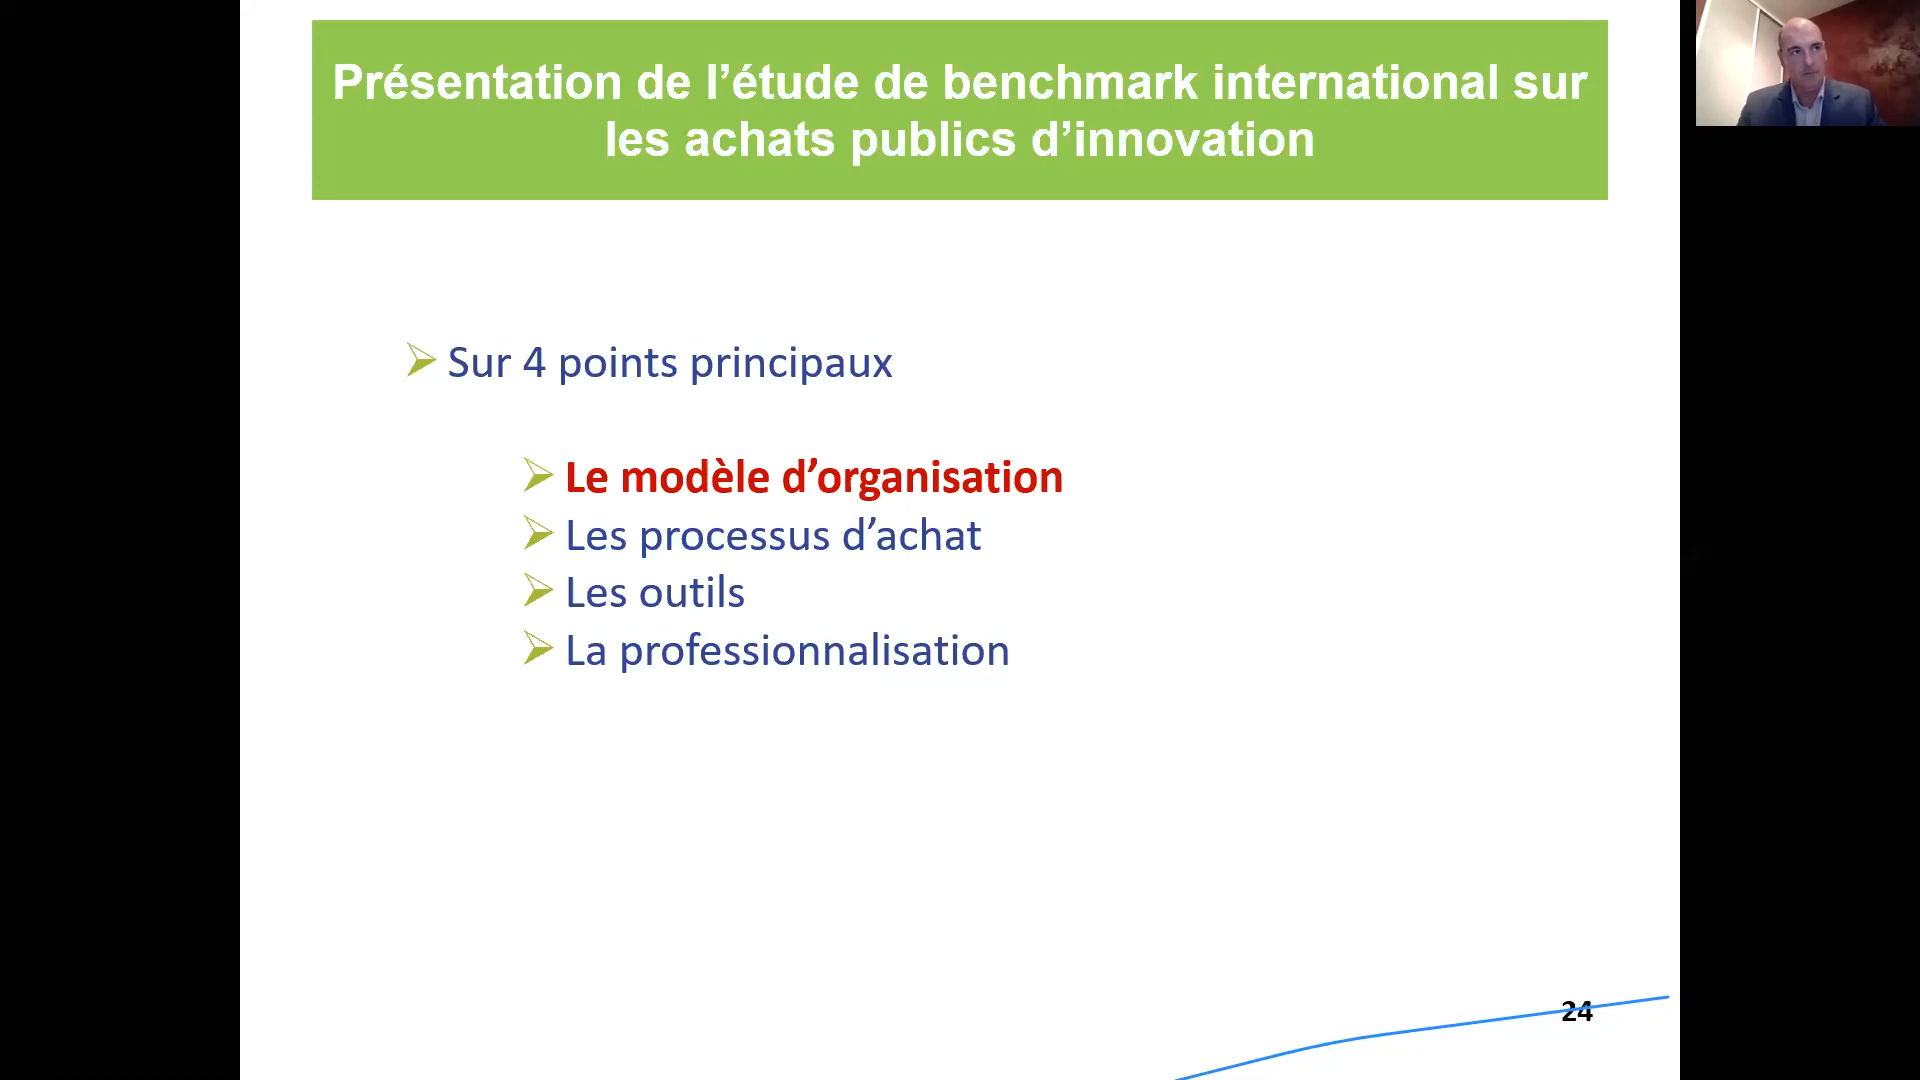 Présentation de l’étude de benchmark international sur
les achats publics d’innovation
Sur 4 points principaux
Le modèle d’organisation
Les processus d’achat
Les outils
La professionnalisation
24